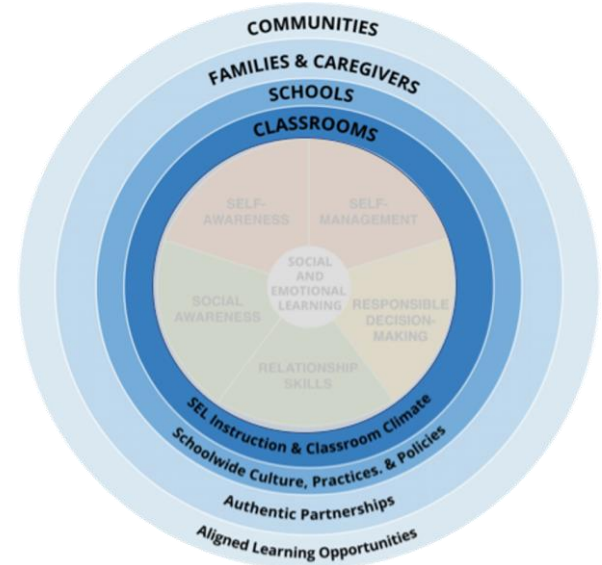 COMMUNITIES
FAMILIES & CAREGIVERS
SCHOOLS
CLASSROOMS
SELF-
AWARENESS
SELF-
MANAGEMENT
SOCIAL
AND
EMOTIONAL
LEARNING
SOCIAL
AWARENESS
RESPONSIBLE
DECISION-
MAKING
RELATIONSHIP
SKILLS
SEL Instruction & Classroom Climate
Schoolwide Culture, Practices. & Policies
Authentic Partnerships
Aligned Learning Opportunities